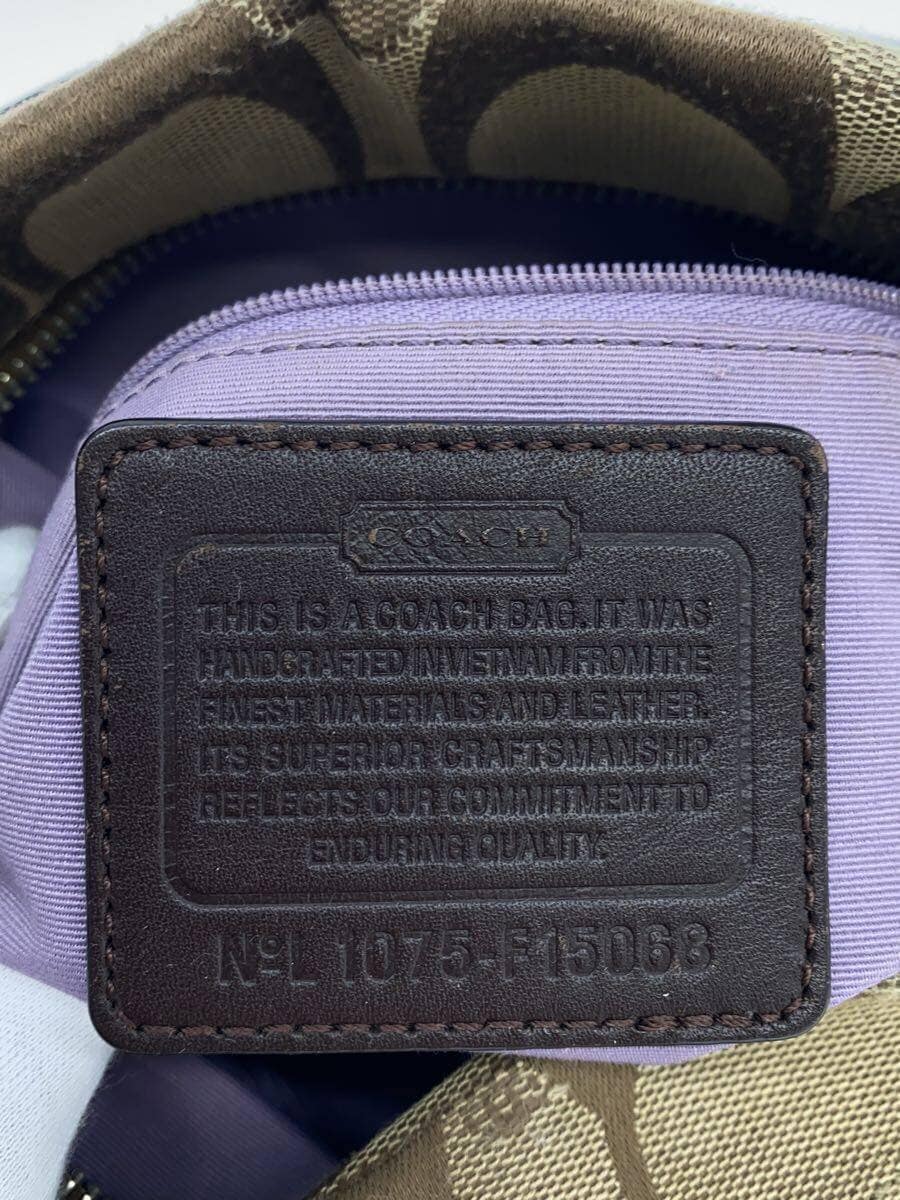 COACH
THIS IS A COACH BAG. IT WAS
HANDCRAFTED IN VIETNAM FROM THE
FINEST MATERIALS AND LEATHER.
ITS SUPERIOR CRAFTSMANSHIP
REFLECTS OUR COMMITMENT TO
ENDURING QUALITY.
NºL1075-F15068